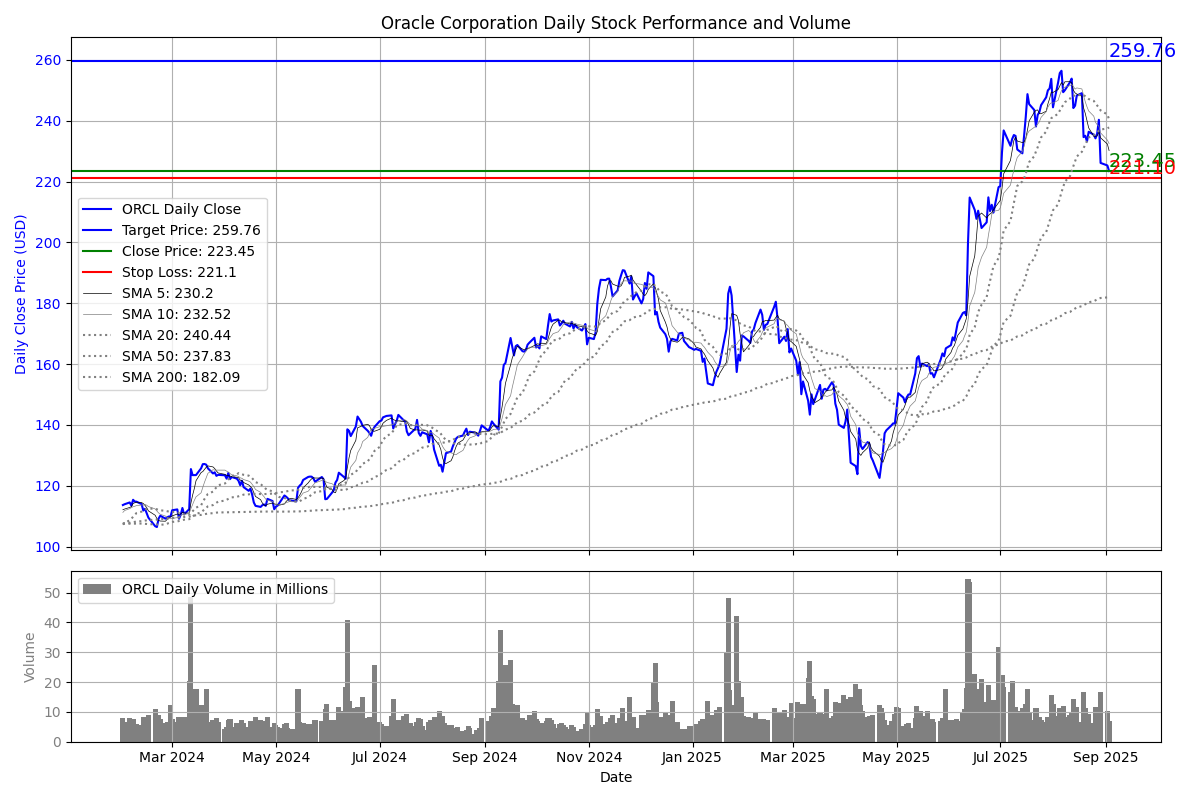 Oracle Corporation Daily Stock Performance and Volume
Daily Close Price (USD)
260
240
220
200
180
160
140
120
100
259.76
223.45
221.10
ORCL Daily Close
Target Price: 259.76
Close Price: 223.45
Stop Loss: 221.1
SMA 5: 230.2
SMA 10: 232.52
SMA 20: 240.44
SMA 50: 237.83
SMA 200: 182.09
Volume
50
40
30
20
10
0
ORCL Daily Volume in Millions
Mar 2024 May 2024 Jul 2024 Sep 2024 Nov 2024 Jan 2025 Mar 2025 May 2025 Jul 2025 Sep 2025
Date